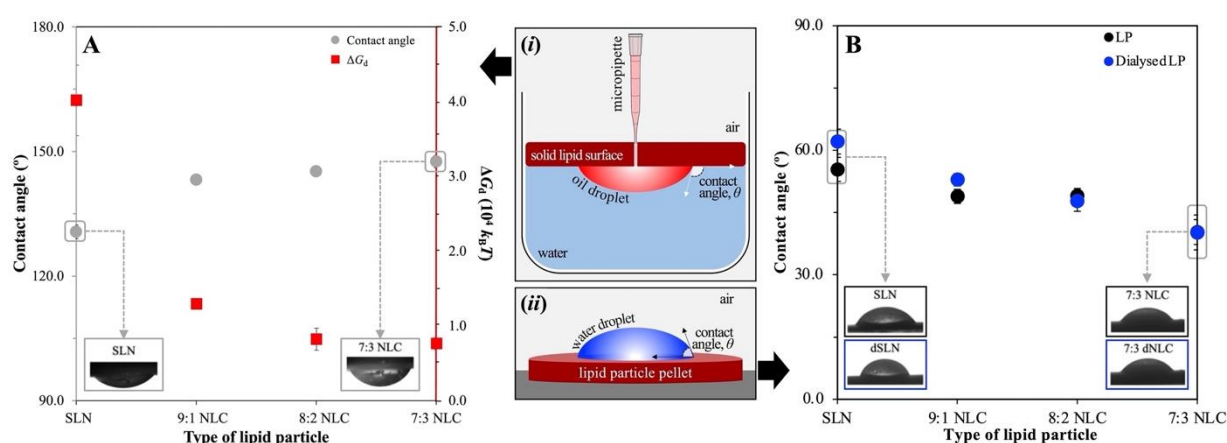 A
180.0
150.0
120.0
90.0
Contact angle (º)
Contact angle
ΔG_d
5.0
4.0
3.0
2.0
1.0
0.0
ΔG_d (10⁴ k_BT)
SLN
7:3 NLC
SLN
9:1 NLC
8:2 NLC
7:3 NLC
Type of lipid particle
(i)
micropipette
air
solid lipid surface
oil droplet
contact
angle, θ
water
(ii)
air
water droplet
contact
angle, θ
lipid particle pellet
B
90.0
60.0
30.0
0.0
Contact angle (º)
LP
Dialysed LP
SLN
dSLN
7:3 NLC
7:3 dNLC
SLN
9:1 NLC
8:2 NLC
7:3 NLC
Type of lipid particle